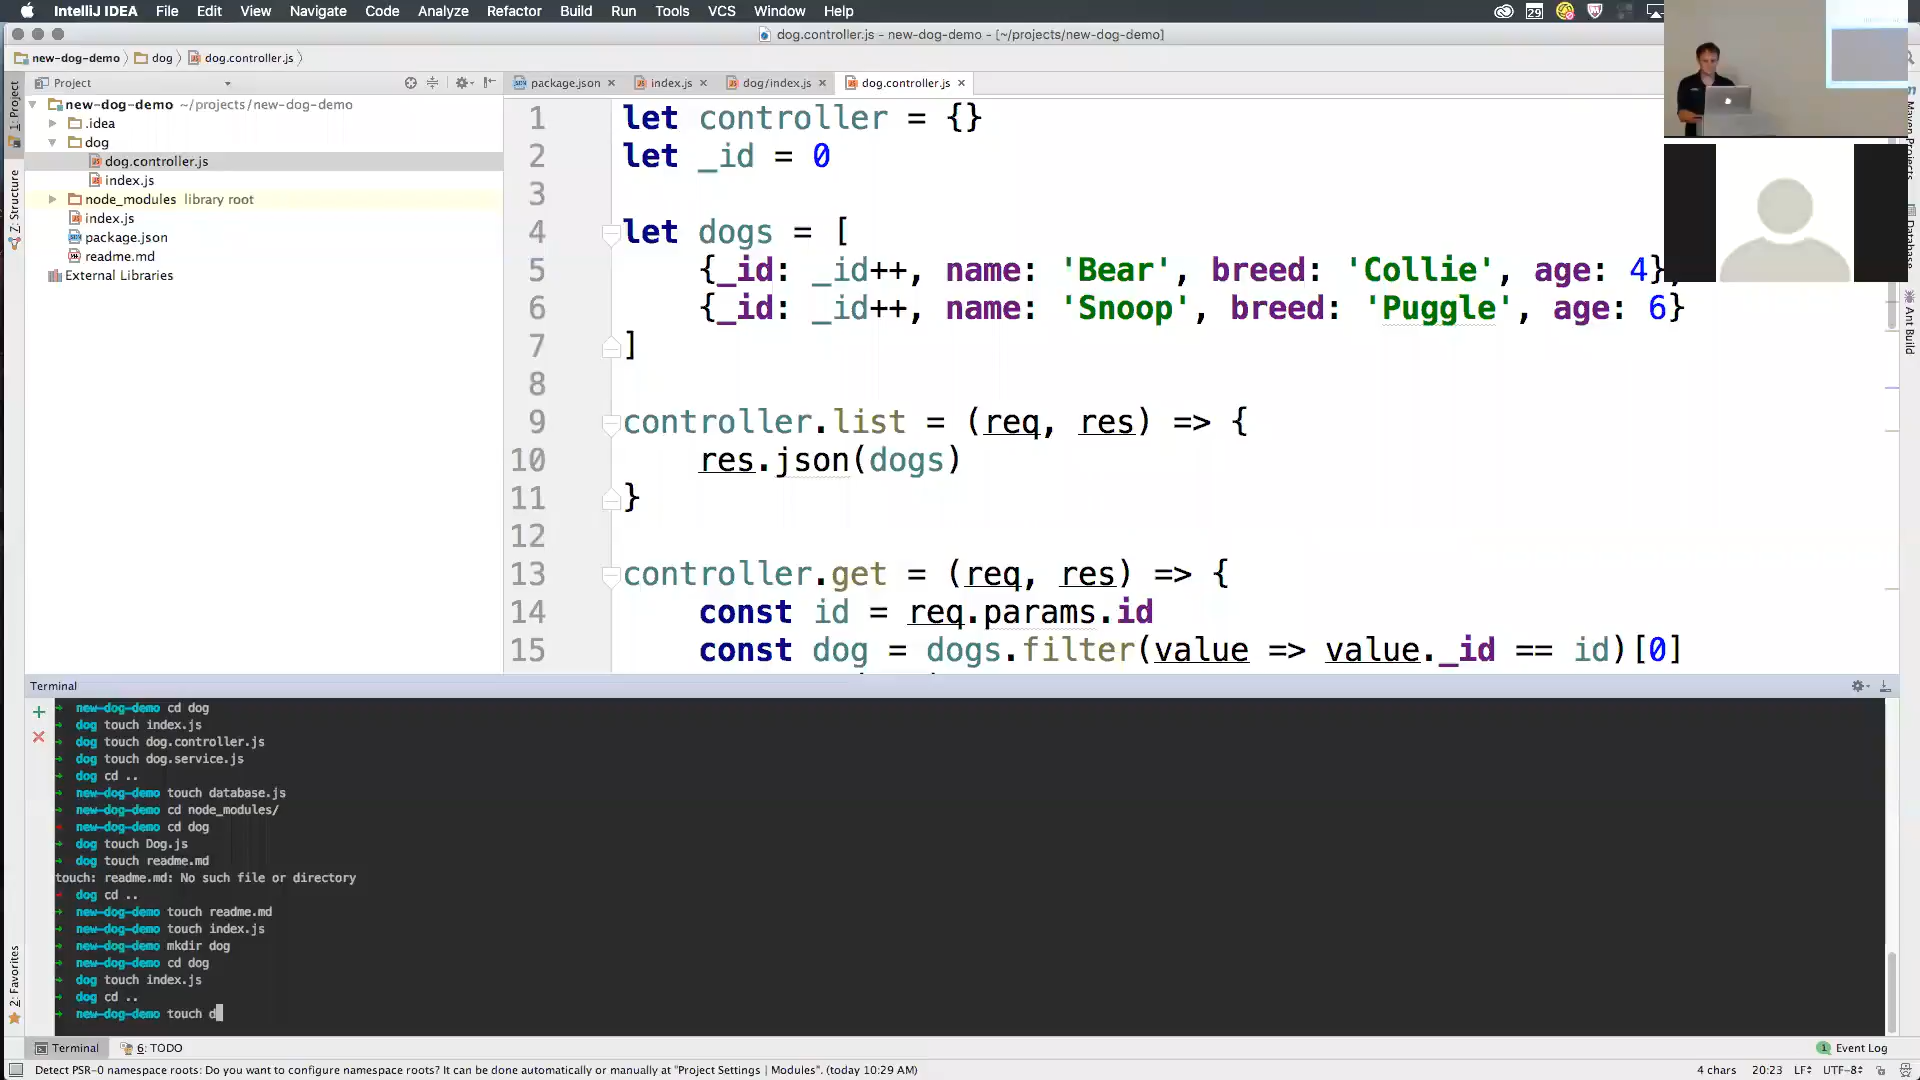 IntelliJ IDEA File Edit View Navigate Code Analyze Refactor Build Run Tools VCS Window Help
29
dog.controller.js - new-dog-demo - [~/projects/new-dog-demo]
new-dog-demo dog dog.controller.js
Project
package.json index.js dog/index.js dog.controller.js
1: Project
7: Structure
2: Favorites
new-dog-demo ~/projects/new-dog-demo
.idea
dog
dog.controller.js
index.js
node_modules library root
index.js
package.json
readme.md
External Libraries
1 let controller = {}
2 let _id = 0
3
4 let dogs = [
5 {_id: _id++, name: 'Bear', breed: 'Collie', age: 4},
6 {_id: _id++, name: 'Snoop', breed: 'Puggle', age: 6}
7 ]
8
9 controller.list = (req, res) => {
10 res.json(dogs)
11 }
12
13 controller.get = (req, res) => {
14 const id = req.params.id
15 const dog = dogs.filter(value => value._id == id)[0]
Maven Projects
Database
Ant Build
Terminal
new-dog-demo cd dog
dog touch index.js
dog touch dog.controller.js
dog touch dog.service.js
dog cd ..
new-dog-demo touch database.js
new-dog-demo cd node_modules/
new-dog-demo cd dog
dog touch Dog.js
dog touch readme.md
touch: readme.md: No such file or directory
dog cd ..
new-dog-demo touch readme.md
new-dog-demo touch index.js
new-dog-demo mkdir dog
new-dog-demo cd dog
dog touch index.js
dog cd ..
new-dog-demo touch d
Terminal 6: TODO
1 Event Log
Detect PSR-0 namespace roots: Do you want to configure namespace roots? It can be done automatically or manually at "Project Settings | Modules". (today 10:29 AM)
4 chars 20:23 LF UTF-8